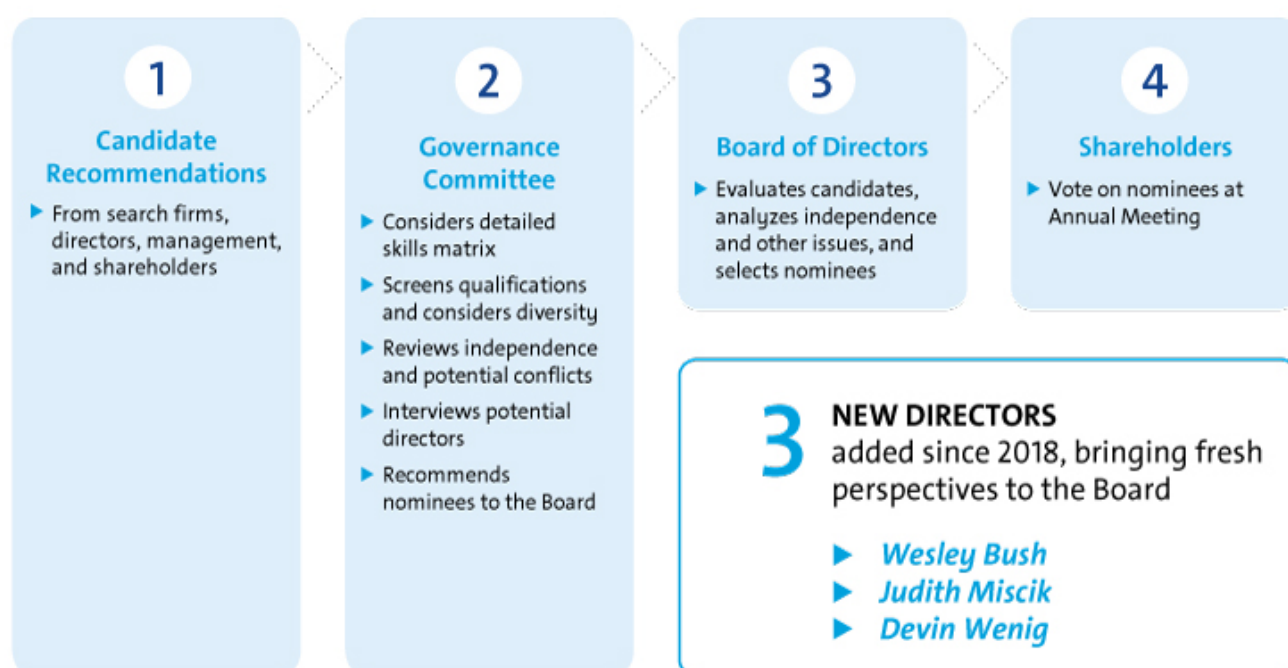 1
Candidate
Recommendations
▶ From search firms,
directors, management,
and shareholders
2
Governance
Committee
▶ Considers detailed
skills matrix
▶ Screens qualifications
and considers diversity
▶ Reviews independence
and potential conflicts
▶ Interviews potential
directors
▶ Recommends
nominees to the Board
3
Board of Directors
▶ Evaluates candidates,
analyzes independence
and other issues, and
selects nominees
4
Shareholders
▶ Vote on nominees at
Annual Meeting
3 NEW DIRECTORS
added since 2018, bringing fresh
perspectives to the Board
▶ Wesley Bush
▶ Judith Miscik
▶ Devin Wenig